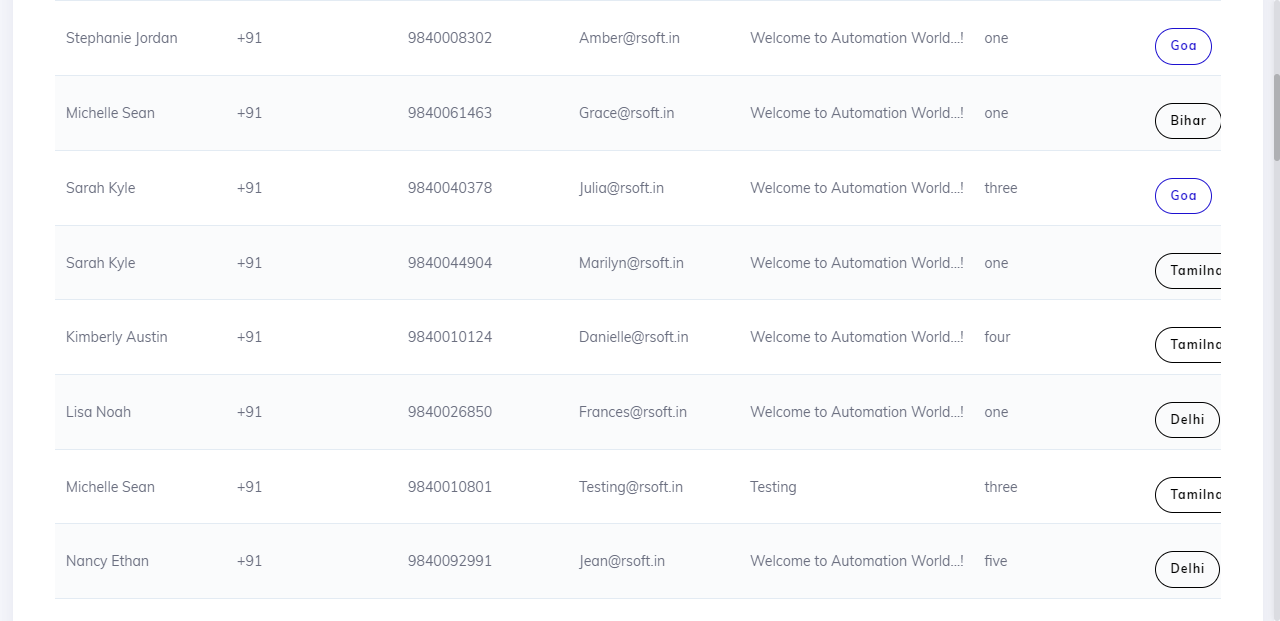 Stephanie Jordan +91 9840008302 Amber@rsoft.in Welcome to Automation World...! one Goa
Michelle Sean +91 9840061463 Grace@rsoft.in Welcome to Automation World...! one Bihar
Sarah Kyle +91 9840040378 Julia@rsoft.in Welcome to Automation World...! three Goa
Sarah Kyle +91 9840044904 Marilyn@rsoft.in Welcome to Automation World...! one Tamilna
Kimberly Austin +91 9840010124 Danielle@rsoft.in Welcome to Automation World...! four Tamilna
Lisa Noah +91 9840026850 Frances@rsoft.in Welcome to Automation World...! one Delhi
Michelle Sean +91 9840010801 Testing@rsoft.in Testing three Tamilna
Nancy Ethan +91 9840092991 Jean@rsoft.in Welcome to Automation World...! five Delhi